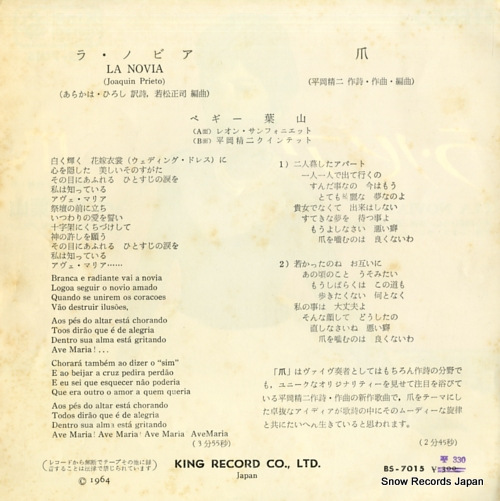 ラ・ノビア
LA NOVIA
(Joaquin Prieto)
(あらかは・ひろし 訳詩, 若松正司 編曲)
爪
(平岡精二 作詩・作曲・編曲)
ペギー葉山
(A面) レオン・サンフィニエット
(B面) 平岡精二クインテット
白く輝く 花嫁衣裳(ウェディング・ドレス)に
心を隠した 美しいそのすがた
その目にあふれる ひとすじの涙を
私は知っている
アヴェ・マリア
祭壇の前に立ち
いつわりの愛を誓い
十字架にくちづけして
神の許しを願う
その目にあふれる ひとすじの涙を
私は知っている
アヴェ・マリア……
Branca e radiante vai a novia
Logoa seguir o novio amado
Quando se unirem os coracoes
Vão destruir ilusões,
Aos pés do altar está chorando
Toos dirão que é de alegria
Dentro sua alma está gritando
Ave Maria! ...
Chorará também ao dizer o “sim”
E ao beijar a cruz pedira perdão
E eu sei que esquecer não poderia
Que era outro o amor a quem queria
Aos pés do altar está chorando
Todos dirão que é de alegria
Dentro sua alma está gritando
Ave Maria! Ave Maria! Ave Maria AveMaria
(3分55秒)
1) 二人暮したアパート
一人一人で出て行くの
すんだ事なの 今はもう
とても綺麗な 夢なのよ
貴女でなくて 出来はしない
すてきな夢を 待つ事よ
もうよしなさい 悪い癖
爪を嚙むのは 良くないわ
2) 若かったのね お互いに
あの頃のこと うそみたい
もうしばらくは この道も
歩きたくない 何となく
私の事は 大丈夫よ
そんな顔して どうしたの
直しなさいね 悪い癖
爪を嚙むのは 良くないわ
「爪」はヴァイヴ奏者としてはもちろん作詩の分野で
も、ユニークなオリジナリティーを見せて注目を浴びて
いる平岡精二作詩・作曲の新作歌曲で, 爪をテーマにし
た卓抜なアイディアが歌詩の中にそのムーディーな旋律
と共にたいへん生きていると思われます。
(2分45秒)
(レコードから無断でテープその他に録
音することは法律で禁じられています)
© 1964
KING RECORD CO., LTD.
Japan
BS-7015
¥330
Snow Records Japan